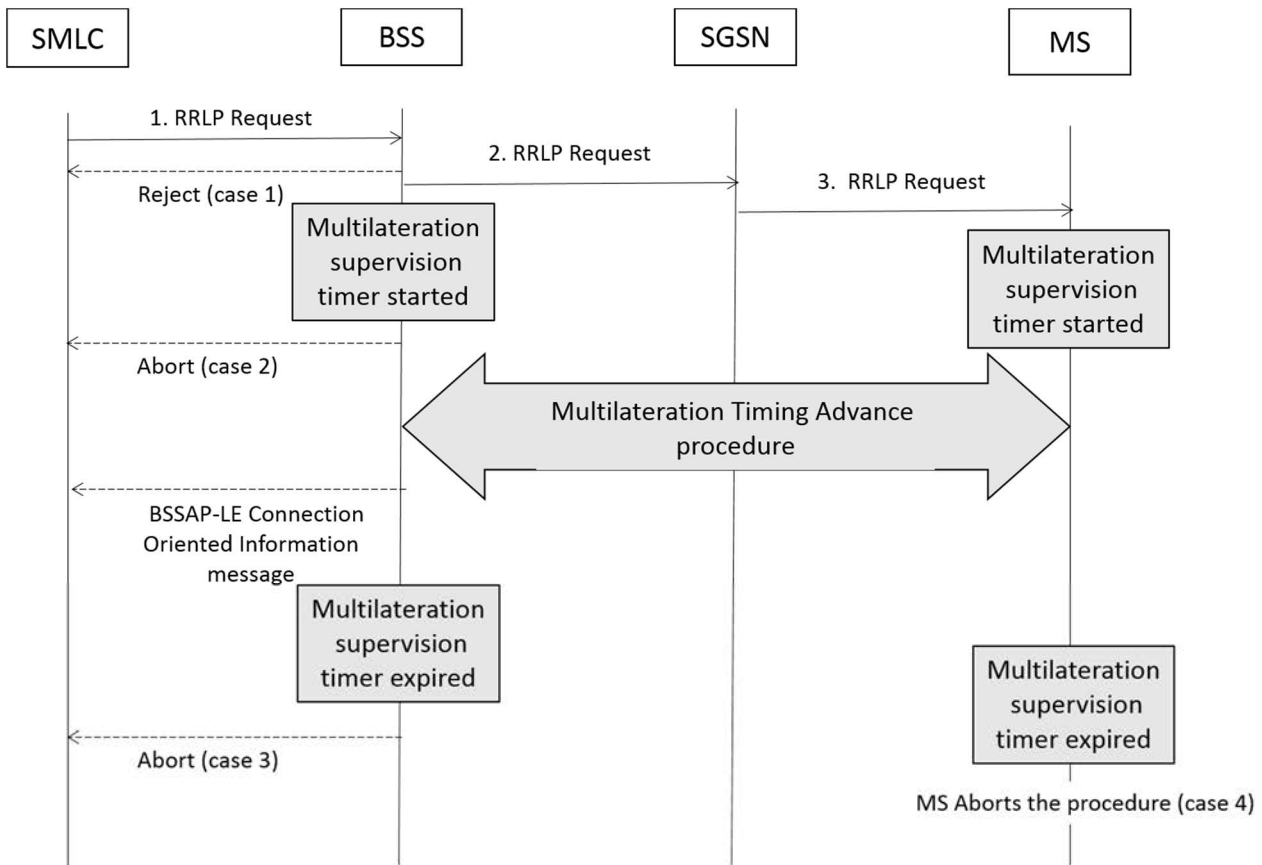 SMLC
BSS
SGSN
MS
1. RRLP Request
2. RRLP Request
3. RRLP Request
Reject (case 1)
Multilateration
supervision
timer started
Multilateration
supervision
timer started
Abort (case 2)
Multilateration Timing Advance
procedure
BSSAP-LE Connection
Oriented Information
message
Multilateration
supervision
timer expired
Multilateration
supervision
timer expired
Abort (case 3)
MS Aborts the procedure (case 4)